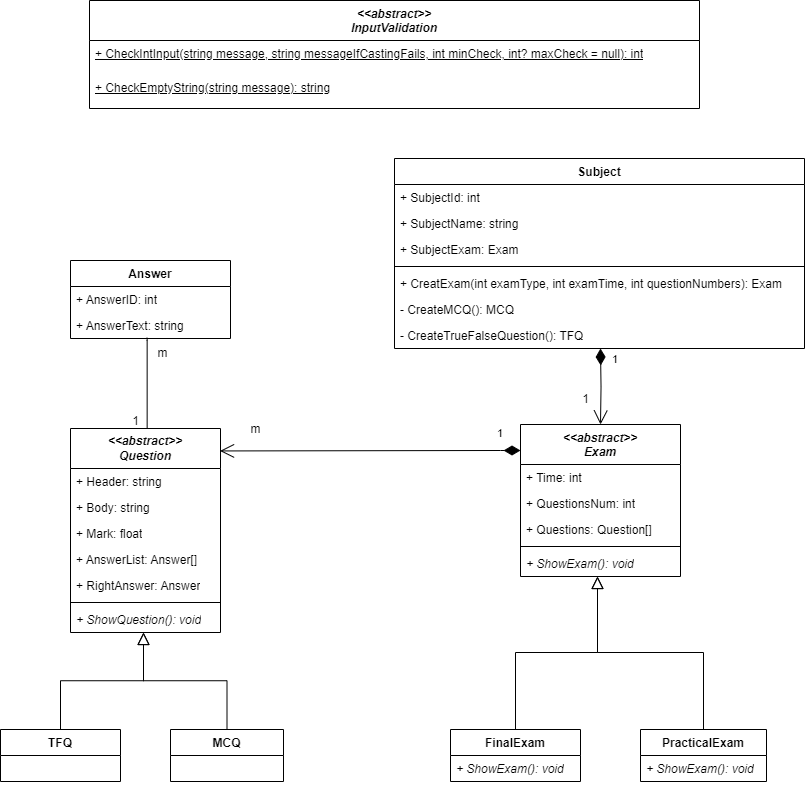 <<abstract>>
InputValidation
+ CheckIntInput(string message, string messageIfCastingFails, int minCheck, int? maxCheck = null): int
+ CheckEmptyString(string message): string
Subject
+ SubjectId: int
+ SubjectName: string
+ SubjectExam: Exam
+ CreatExam(int examType, int examTime, int questionNumbers): Exam
- CreateMCQ(): MCQ
- CreateTrueFalseQuestion(): TFQ
Answer
+ AnswerID: int
+ AnswerText: string
m
1
1
1
m
1
<<abstract>>
Question
+ Header: string
+ Body: string
+ Mark: float
+ AnswerList: Answer[]
+ RightAnswer: Answer
+ ShowQuestion(): void
<<abstract>>
Exam
+ Time: int
+ QuestionsNum: int
+ Questions: Question[]
+ ShowExam(): void
TFQ
MCQ
FinalExam
+ ShowExam(): void
PracticalExam
+ ShowExam(): void